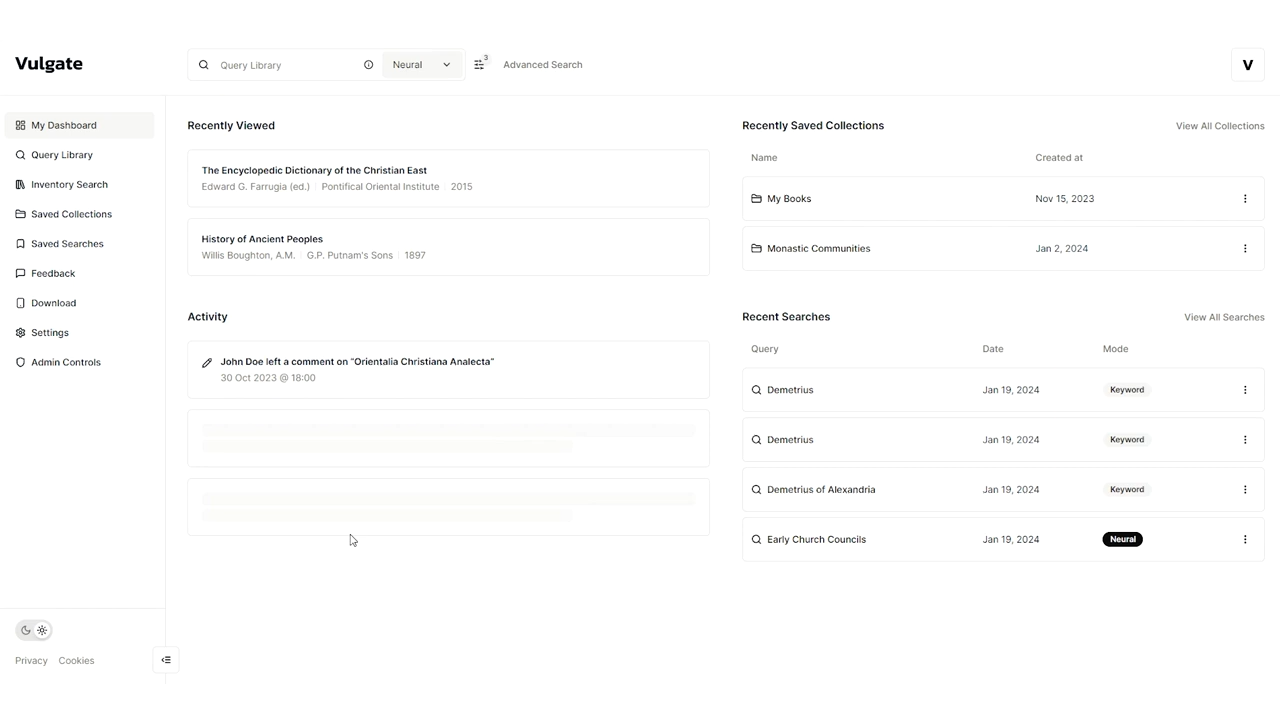 Vulgate
Query Library
Neural
3
Advanced Search
V
My Dashboard
Query Library
Inventory Search
Saved Collections
Saved Searches
Feedback
Download
Settings
Admin Controls
Privacy Cookies
Recently Viewed
The Encyclopedic Dictionary of the Christian East
Edward G. Farrugia (ed.) | Pontifical Oriental Institute | 2015
History of Ancient Peoples
Willis Boughton, A.M. | G.P. Putnam's Sons | 1897
Activity
John Doe left a comment on "Orientalia Christiana Analecta"
30 Oct 2023 @ 18:00
Recently Saved Collections View All Collections
Name Created at
My Books Nov 15, 2023
Monastic Communities Jan 2, 2024
Recent Searches View All Searches
Query Date Mode
Demetrius Jan 19, 2024 Keyword
Demetrius Jan 19, 2024 Keyword
Demetrius of Alexandria Jan 19, 2024 Keyword
Early Church Councils Jan 19, 2024 Neural